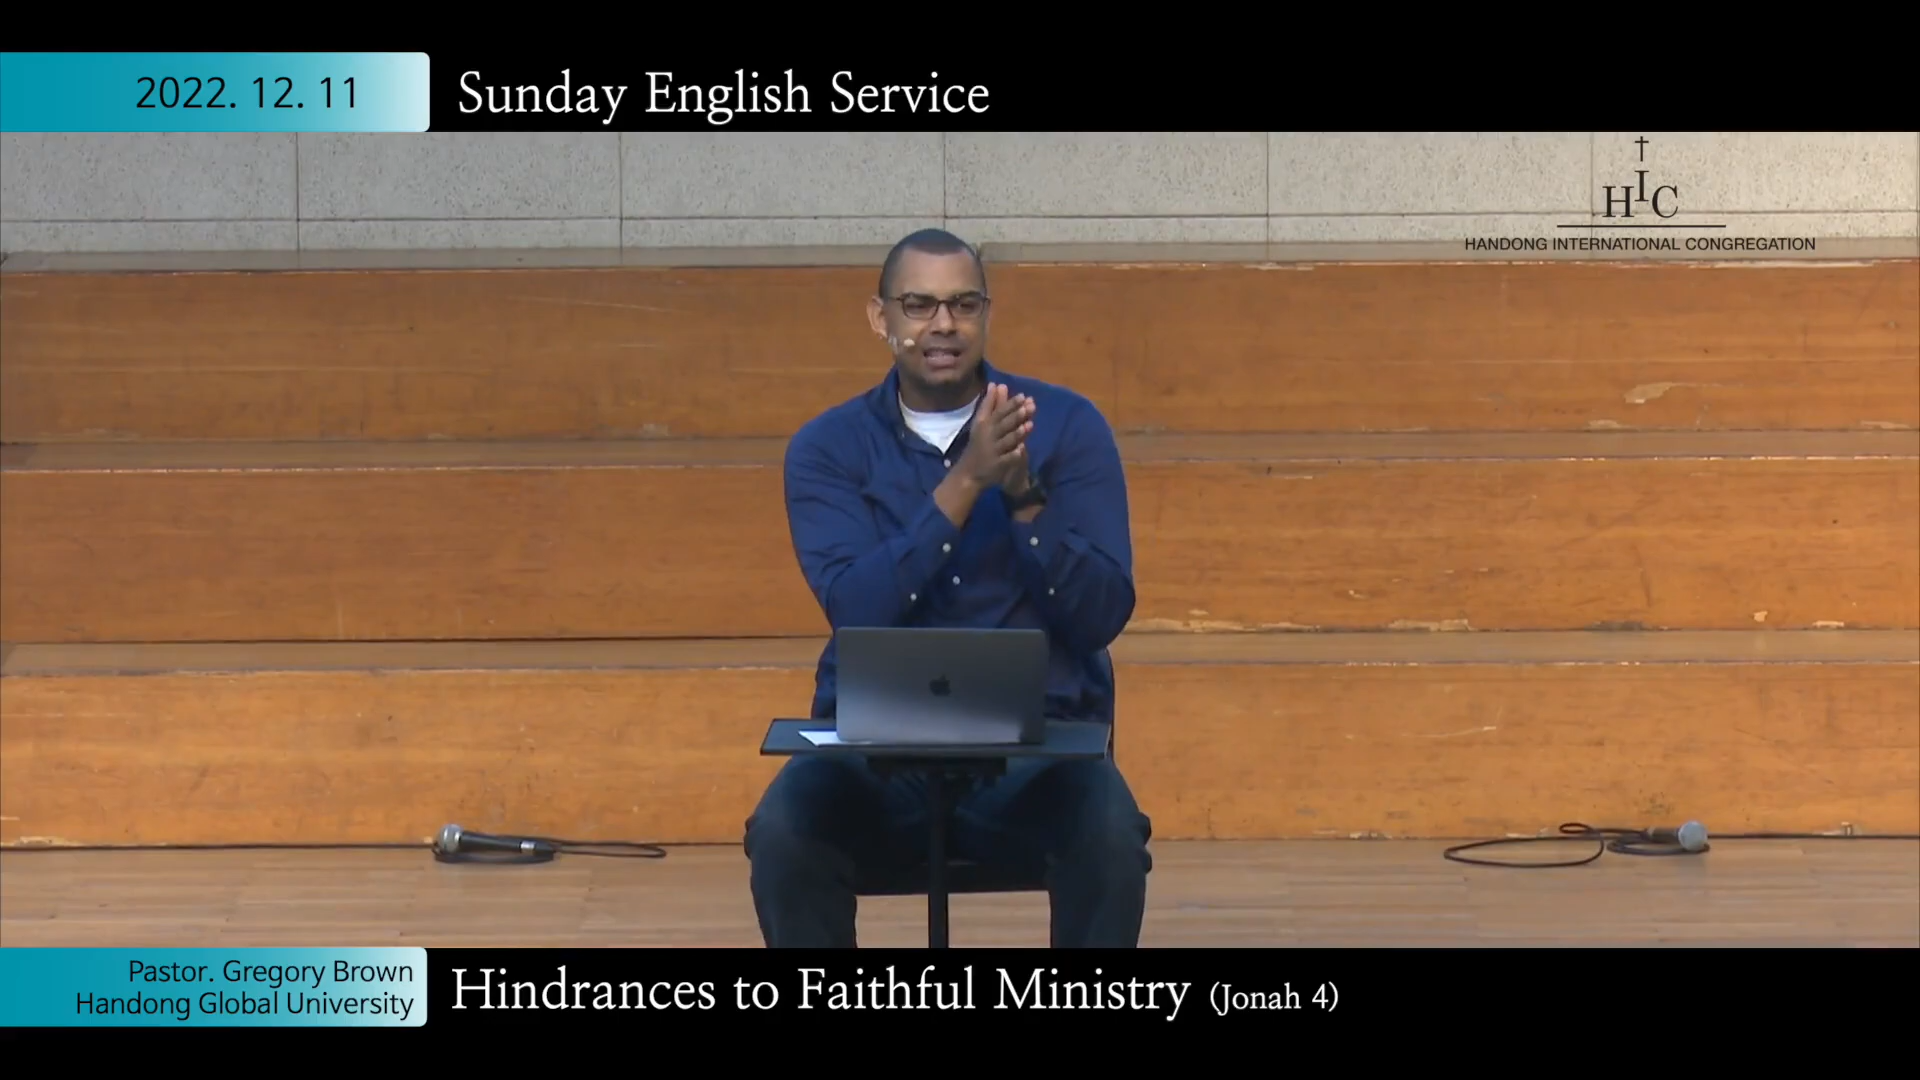 2022. 12. 11
Sunday English Service
HIC
HANDONG INTERNATIONAL CONGREGATION
Pastor. Gregory Brown
Handong Global University
Hindrances to Faithful Ministry (Jonah 4)